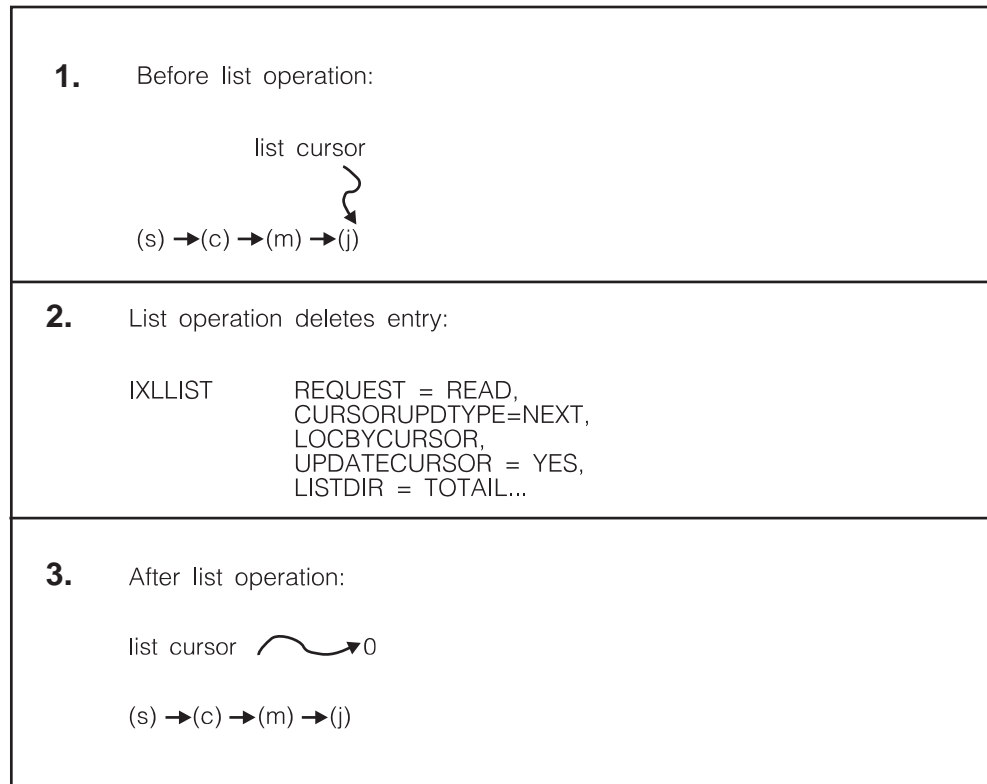 1. Before list operation:
list cursor
(s) →(c) →(m) →(j)
2. List operation deletes entry:
IXLLIST REQUEST = READ,
CURSORUPDTYPE=NEXT,
LOCBYCURSOR,
UPDATECURSOR = YES,
LISTDIR = TOTAIL...
3. After list operation:
list cursor 0
(s) →(c) →(m) →(j)